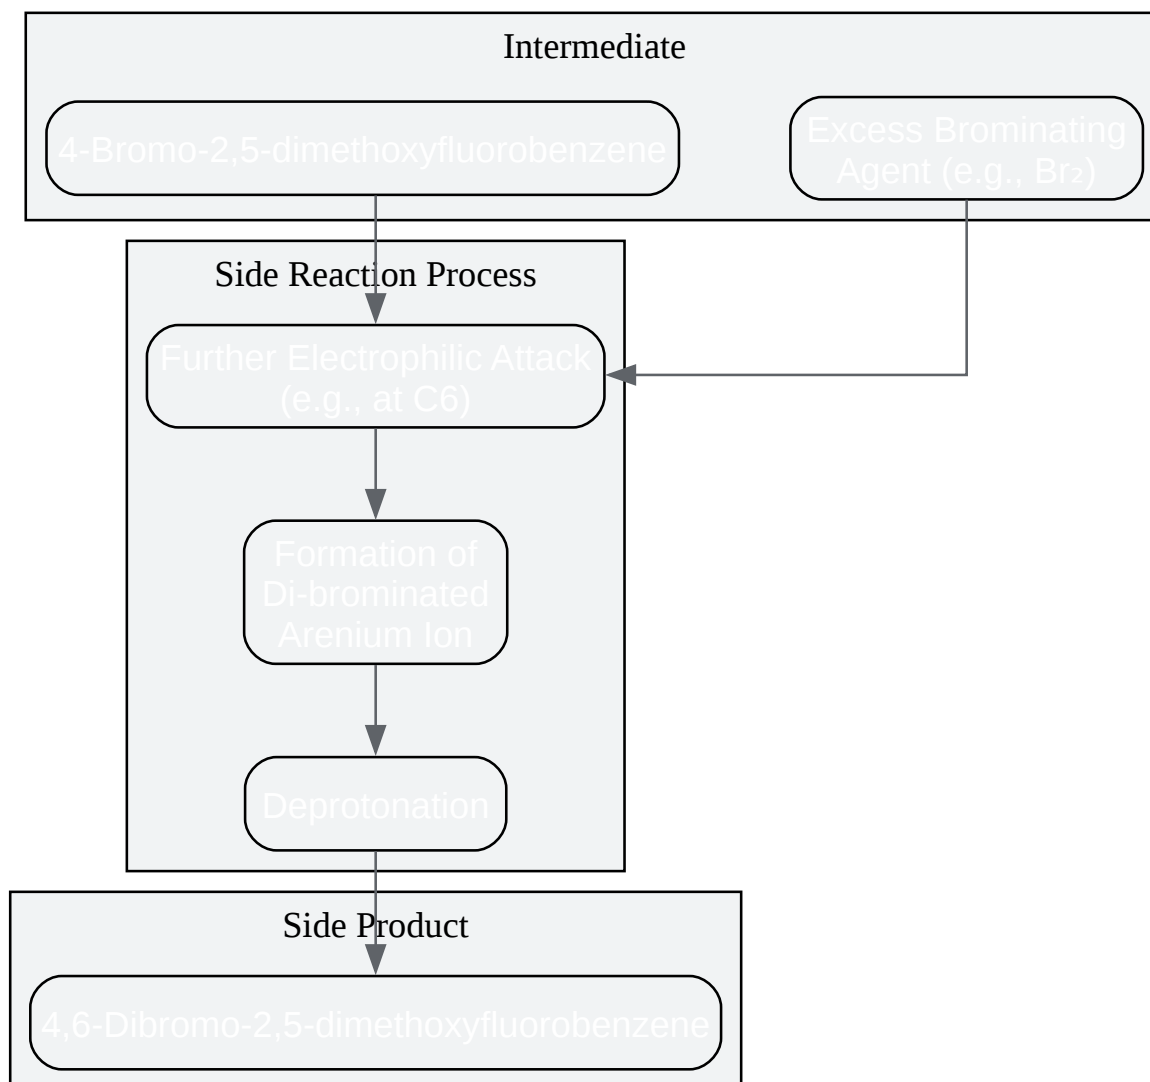 Intermediate
4-Bromo-2,5-dimethoxyfluorobenzene
Excess Brominating
Agent (e.g., Br₂)
Side Reaction Process
Further Electrophilic Attack
(e.g., at C6)
Formation of
Di-brominated
Arenium Ion
Deprotonation
Side Product
4,6-Dibromo-2,5-dimethoxyfluorobenzene